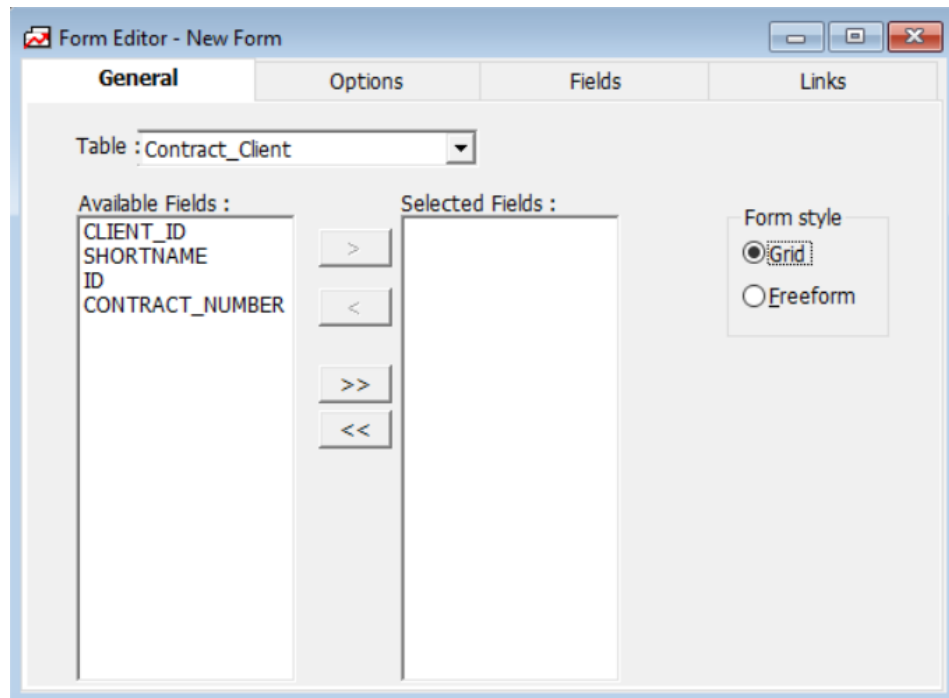 Form Editor - New Form
General Options Fields Links
Table : Contract_Client
Available Fields :
CLIENT_ID
SHORTNAME
ID
CONTRACT_NUMBER
>
<
>>
<<
Selected Fields :
Form style
Grid
Freeform